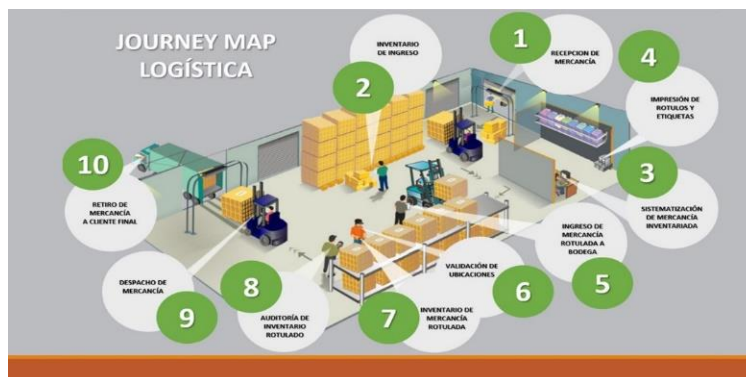 JOURNEY MAP
LOGÍSTICA
1
RECEPCION DE
MERCANCÍA
2
INVENTARIO
DE INGRESO
3
SISTEMATIZACIÓN
DE MERCANCÍA
INVENTARIADA
4
IMPRESIÓN DE
ROTULOS Y
ETIQUETAS
5
INGRESO DE
MERCANCÍA
ROTULADA A
BODEGA
6
VALIDACIÓN DE
UBICACIONES
7
INVENTARIO DE
MERCANCÍA
ROTULADA
8
AUDITORÍA DE
INVENTARIO
ROTULADO
9
DESPACHO DE
MERCANCÍA
10
RETIRO DE
MERCANCÍA
A CLIENTE FINAL